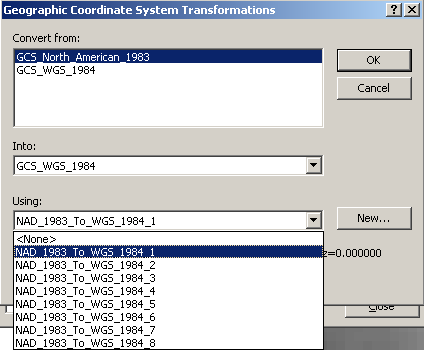 Geographic Coordinate System Transformations
Convert from:
GCS_North_American_1983
GCS_WGS_1984
OK
Cancel
Into:
GCS_WGS_1984
Using:
NAD_1983_To_WGS_1984_1
New...
<None>
NAD_1983_To_WGS_1984_1
z=0.000000
NAD_1983_To_WGS_1984_2
NAD_1983_To_WGS_1984_3
NAD_1983_To_WGS_1984_4
NAD_1983_To_WGS_1984_5
Close
NAD_1983_To_WGS_1984_6
NAD_1983_To_WGS_1984_7
NAD_1983_To_WGS_1984_8